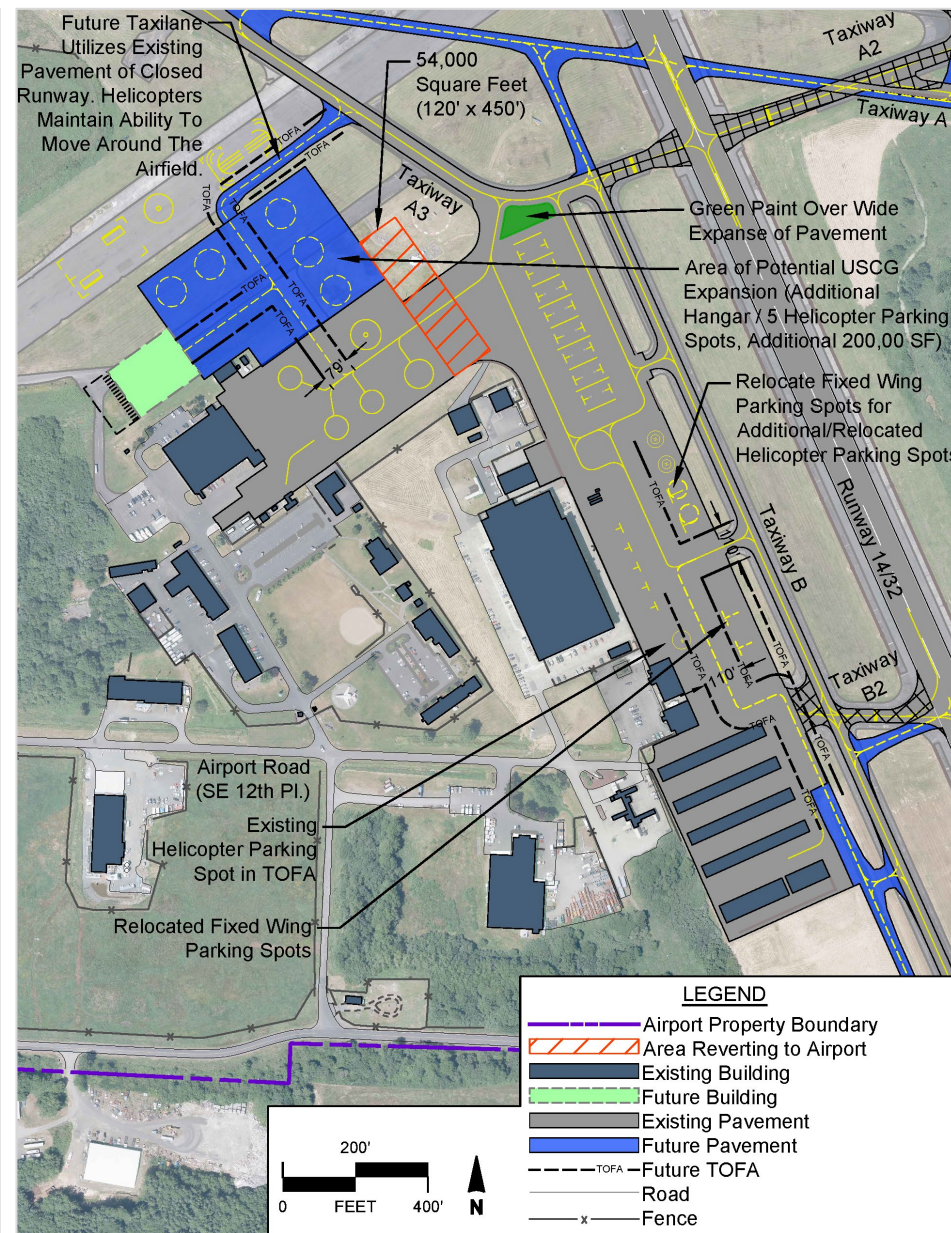 Future Taxilane
Utilizes Existing
Pavement of Closed
Runway. Helicopters
Maintain Ability To
Move Around The
Airfield.
54,000
Square Feet
(120' x 450')
Taxiway
A2
Taxiway A
Taxiway
A3
Green Paint Over Wide
Expanse of Pavement
Area of Potential USCG
Expansion (Additional
Hangar / 5 Helicopter Parking
Spots, Additional 200,00 SF)
Relocate Fixed Wing
Parking Spots for
Additional/Relocated
Helicopter Parking Spots
TOFA
TOFA
TOFA
TOFA
TOFA
TOFA
TOFA
79'
TOFA
110'
Taxiway B
Runway 14/32
TOFA
TOFA
TOFA
110'
Taxiway
B2
TOFA
TOFA
TOFA
Airport Road
(SE 12th Pl.)
Existing
Helicopter Parking
Spot in TOFA
Relocated Fixed Wing
Parking Spots
LEGEND
Airport Property Boundary
Area Reverting to Airport
Existing Building
Future Building
Existing Pavement
Future Pavement
TOFA Future TOFA
Road
x Fence
200'
0 FEET 400'
N